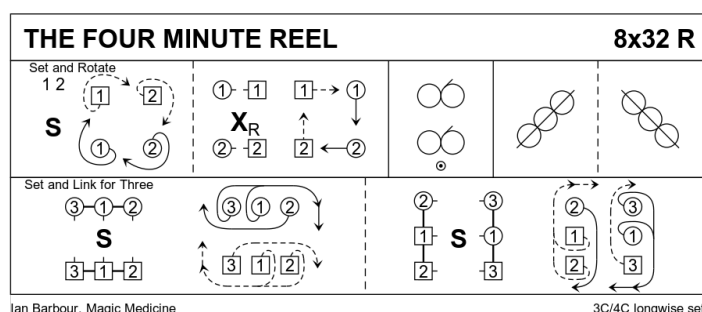 THE FOUR MINUTE REEL 8x32 R
Set and Rotate
1 2
1 2
S
1 2
1 1 1 1
XR
2 2 2 2
Set and Link for Three
3 1 2
S
3 1 2
3 1 2
3 1 2
2 3
1 S 1
2 3
2 3
1 1
2 3
Ian Barbour, Magic Medicine 3C/4C longwise set